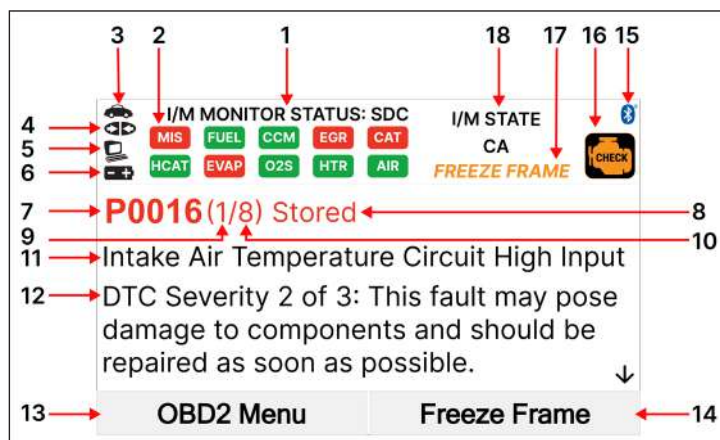 3 2 1 18 17 16 15
I/M MONITOR STATUS: SDC
I/M STATE
4
MIS FUEL CCM EGR CAT
CA
CHECK
5
HCAT EVAP O2S HTR AIR
FREEZE FRAME
6
7 P0016 (1/8) Stored 8
9 10
11 Intake Air Temperature Circuit High Input
12 DTC Severity 2 of 3: This fault may pose
damage to components and should be
repaired as soon as possible.
13 OBD2 Menu Freeze Frame 14